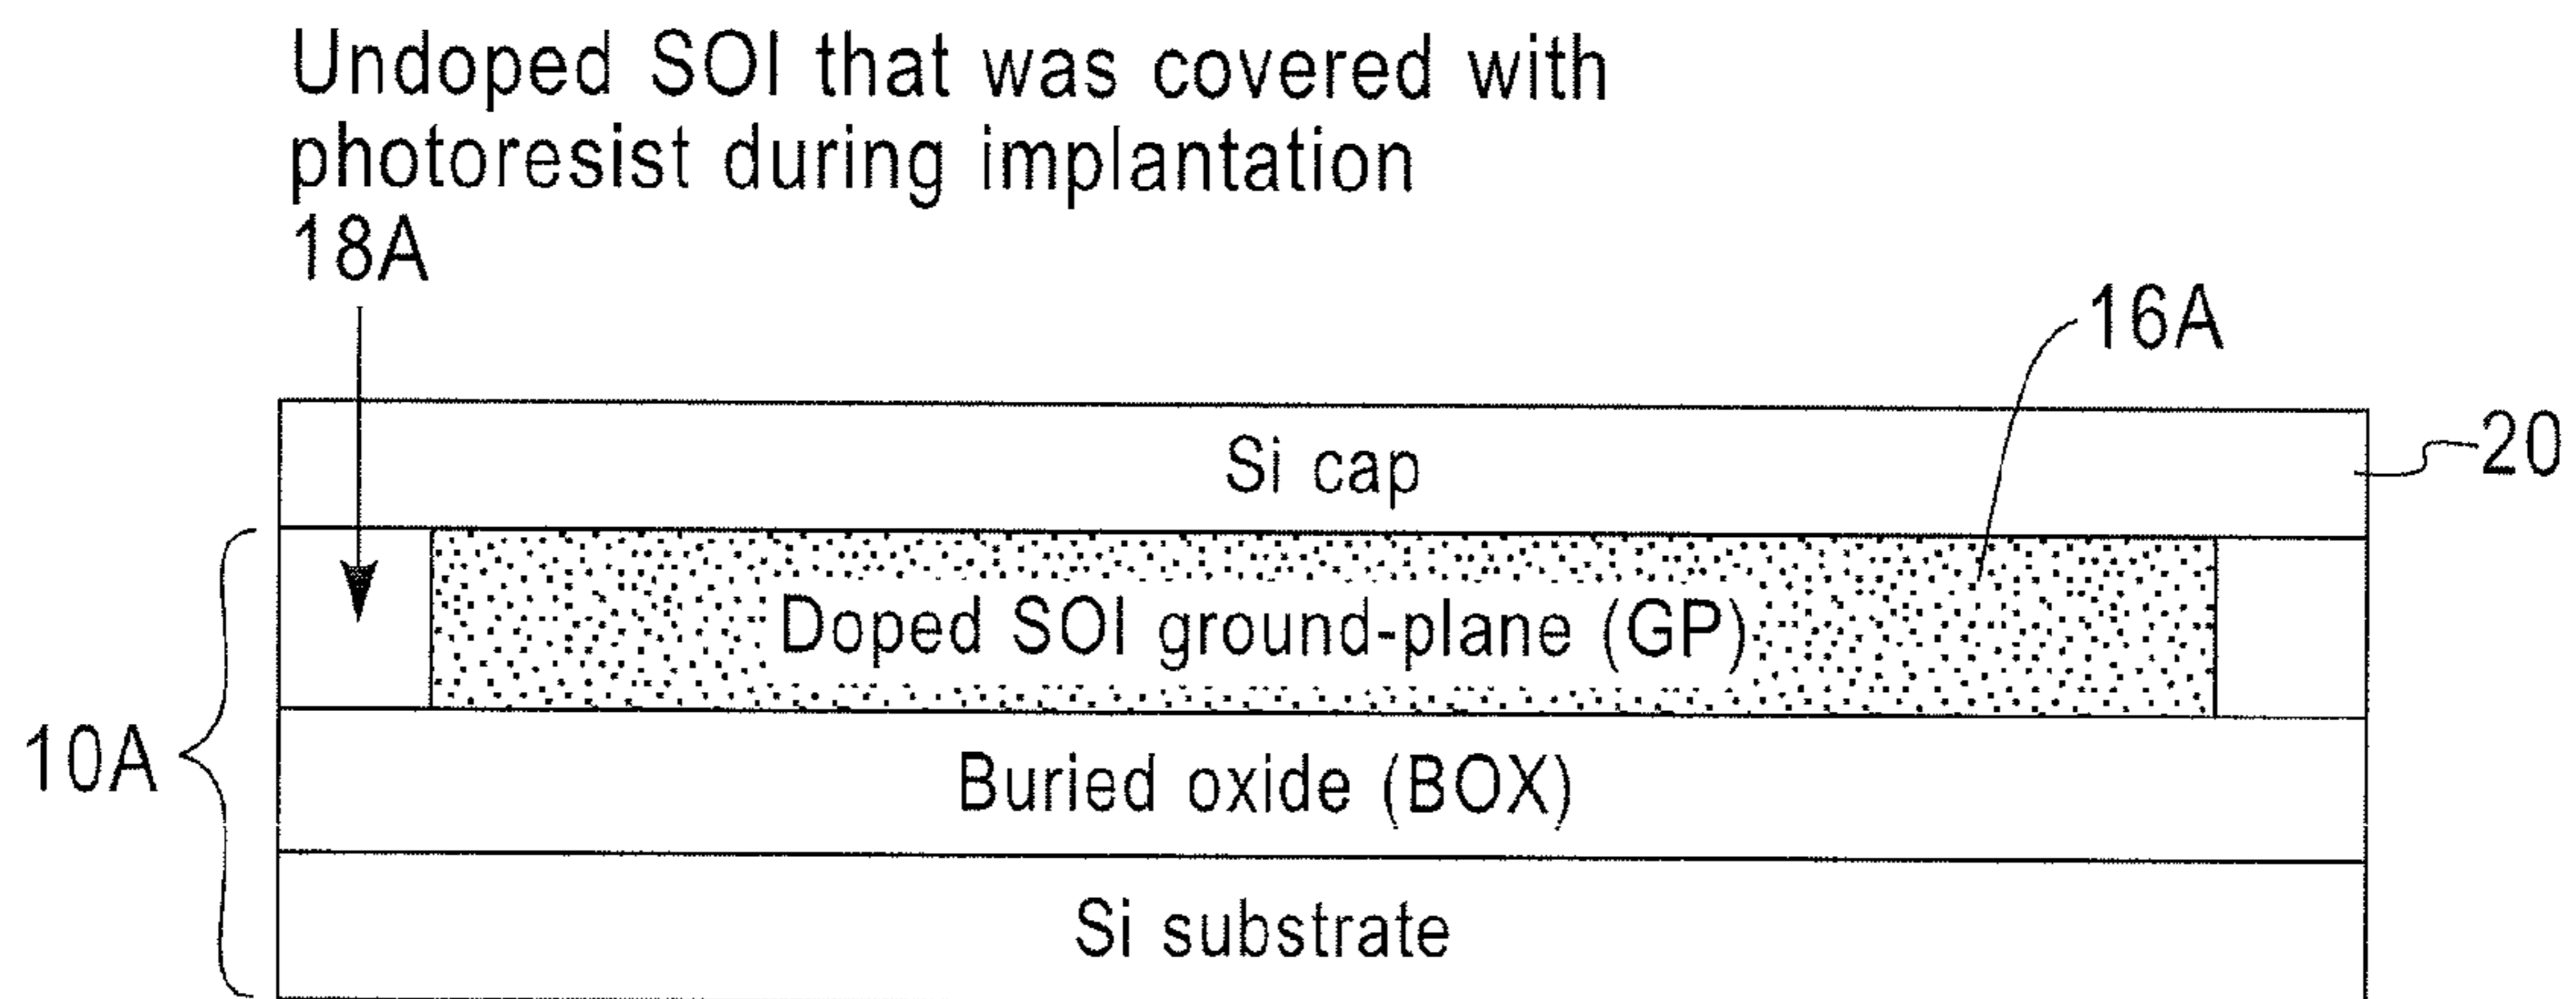 Undoped SOI that was covered with
photoresist during implantation
18A
16A
Si cap
20
Doped SOI ground-plane (GP)
10A
Buried oxide (BOX)
Si substrate